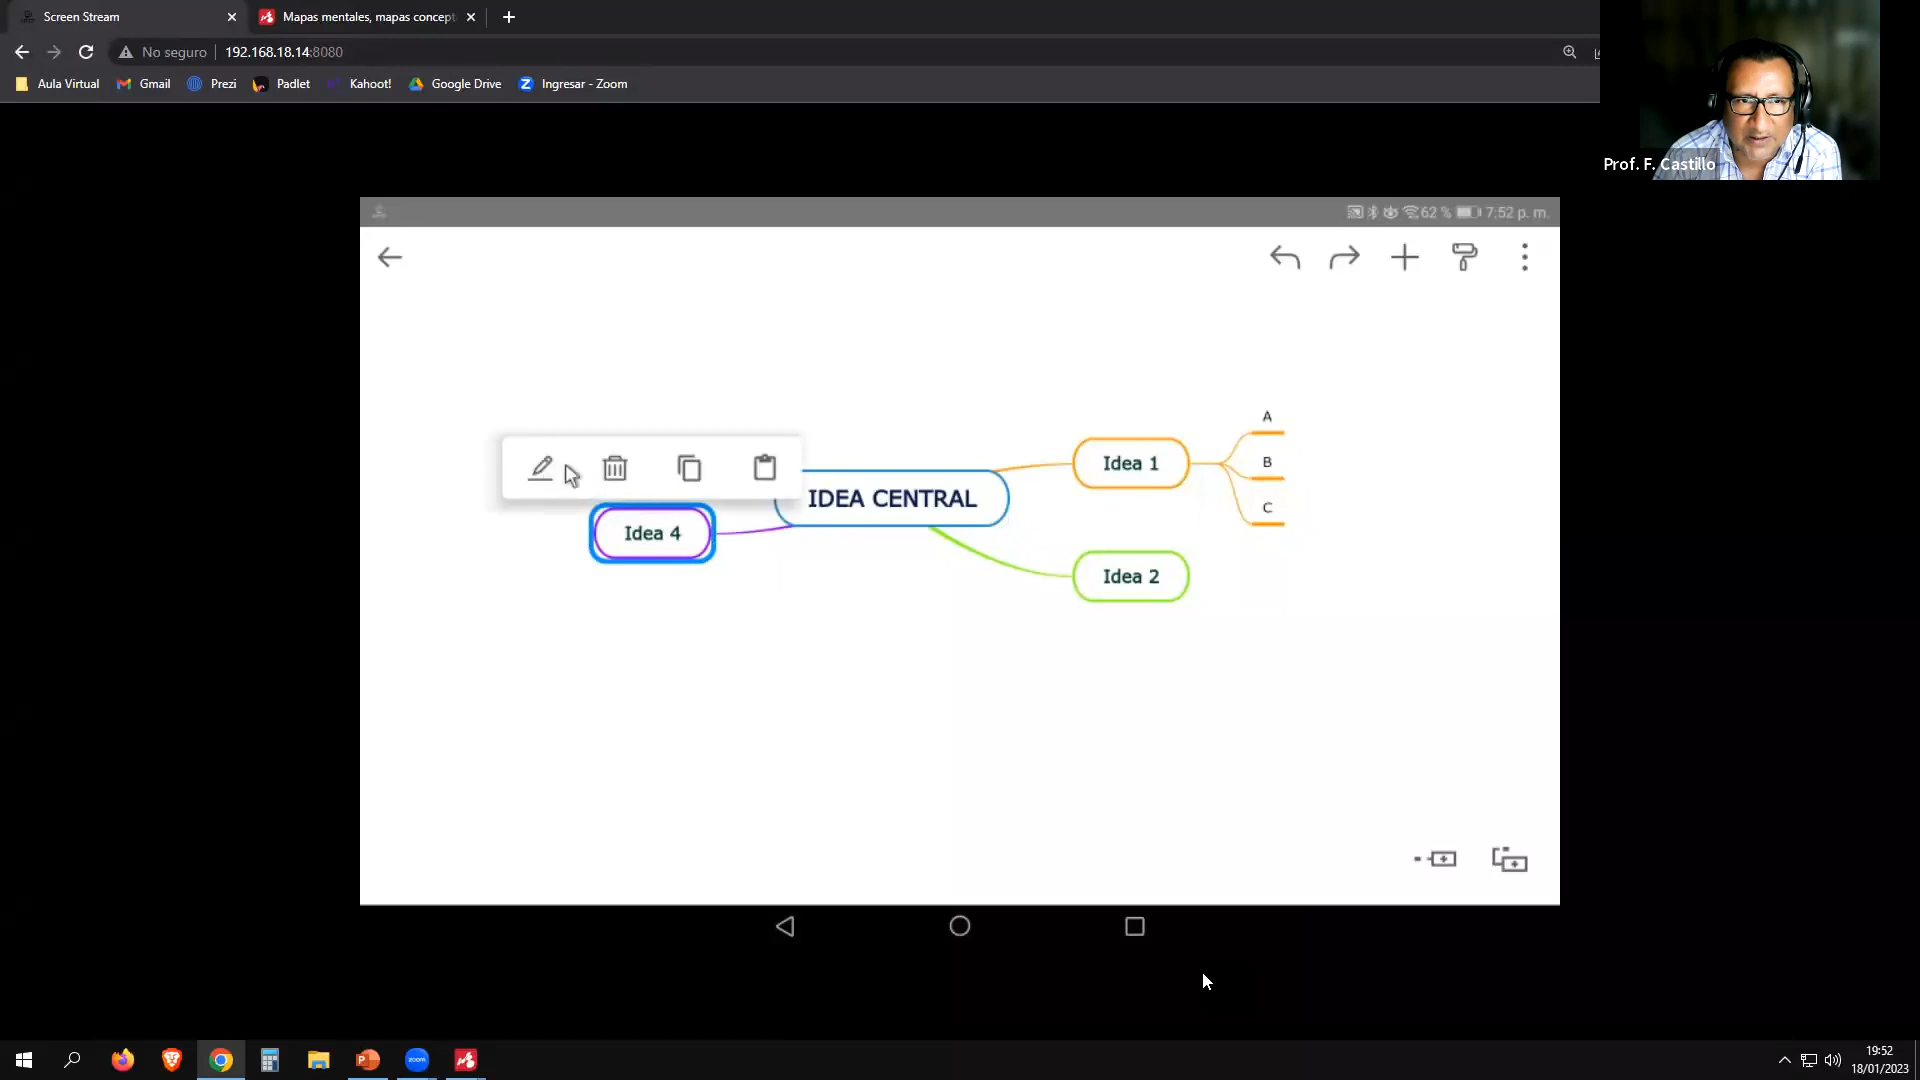 Screen Stream
Mapas mentales, mapas concept
No seguro
192.168.18.14:8080
Aula Virtual
Gmail
Prezi
Padlet
Kahoot!
Google Drive
Ingresar - Zoom
Prof. F. Castillo
62 %
7:52 p. m.
IDEA CENTRAL
Idea 1
A
B
C
Idea 4
Idea 2
zoom
19:52
18/01/2023